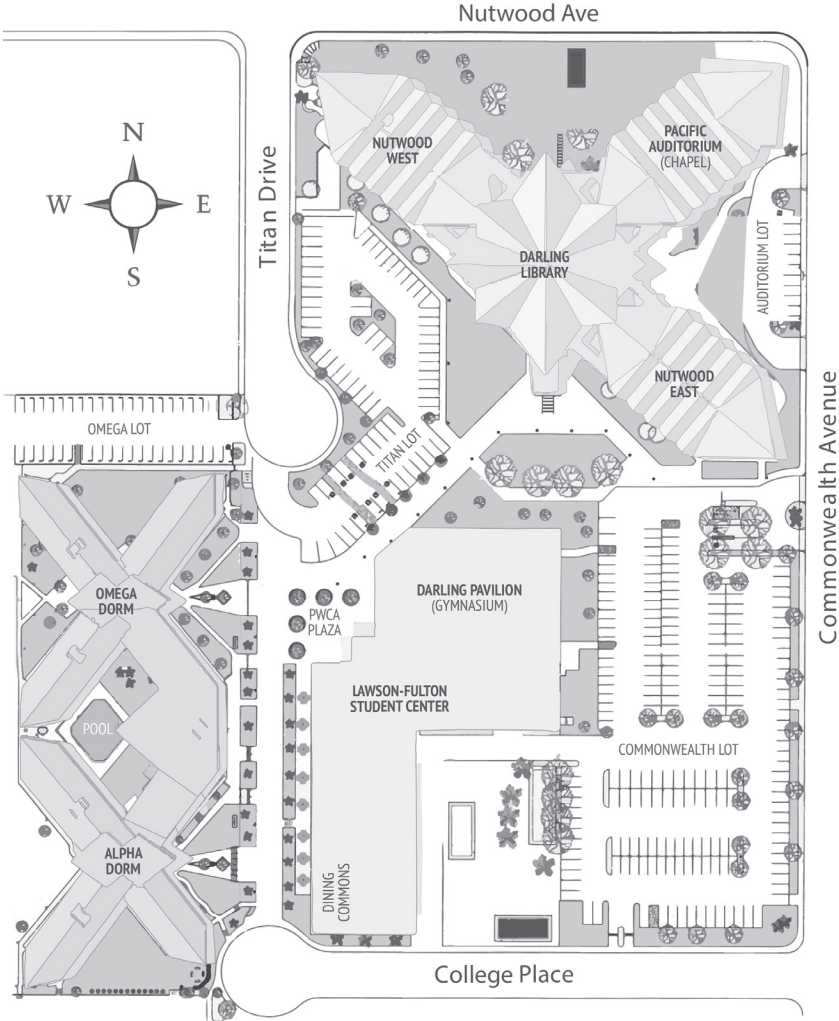 Nutwood Ave
N
W
E
S
Titan Drive
NUTWOOD
WEST
PACIFIC
AUDITORIUM
(CHAPEL)
DARLING
LIBRARY
AUDITORIUM LOT
NUTWOOD
EAST
Commonwealth Avenue
OMEGA LOT
TITAN LOT
OMEGA
DORM
DARLING PAVILION
(GYMNASIUM)
PWCA
PLAZA
LAWSON-FULTON
STUDENT CENTER
POOL
COMMONWEALTH LOT
ALPHA
DORM
DINING
COMMONS
College Place